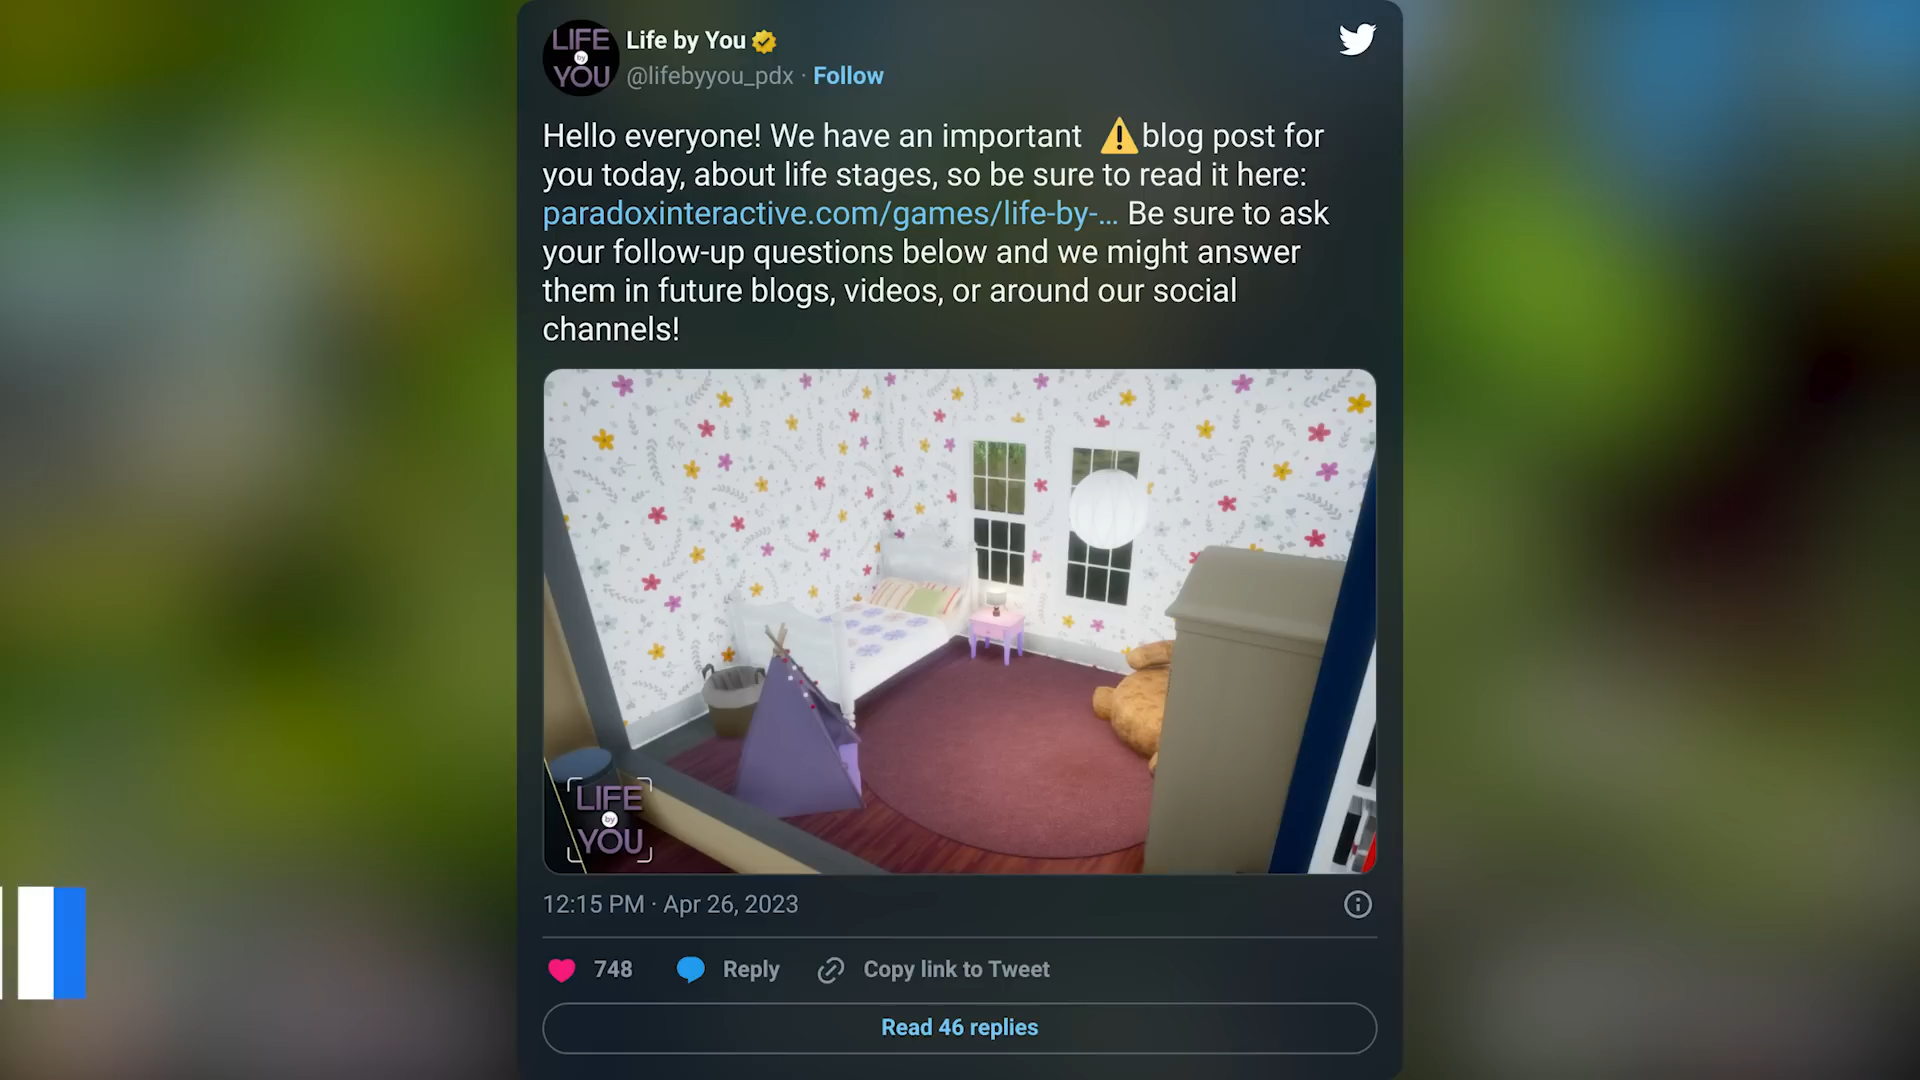 LIFE
by
YOU
Life by You
@lifebyyou_pdx · Follow
Hello everyone! We have an important ⚠️blog post for
you today, about life stages, so be sure to read it here:
paradoxinteractive.com/games/life-by-… Be sure to ask
your follow-up questions below and we might answer
them in future blogs, videos, or around our social
channels!
LIFE
by
YOU
12:15 PM · Apr 26, 2023
748
Reply
Copy link to Tweet
Read 46 replies